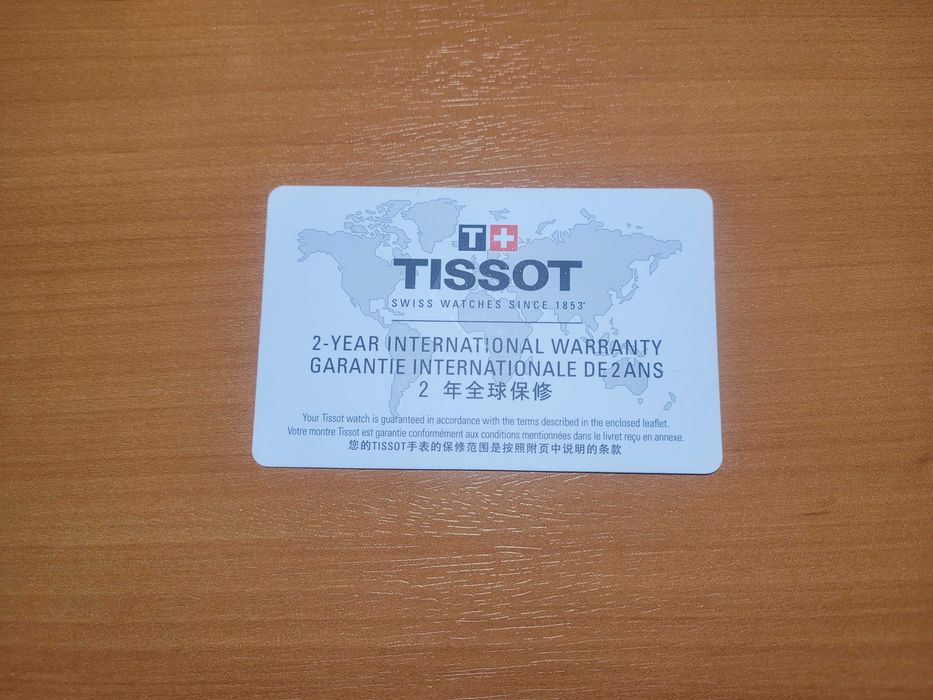 T
TISSOT
SWISS WATCHES SINCE 1853
2-YEAR INTERNATIONAL WARRANTY
GARANTIE INTERNATIONALE DE 2 ANS
2 年全球保修
Your Tissot watch is guaranteed in accordance with the terms described in the enclosed leaflet.
Votre montre Tissot est garantie conformément aux conditions mentionnées dans le livret reçu en annexe.
您的TISSOT手表的保修范围是按照附页中说明的条款